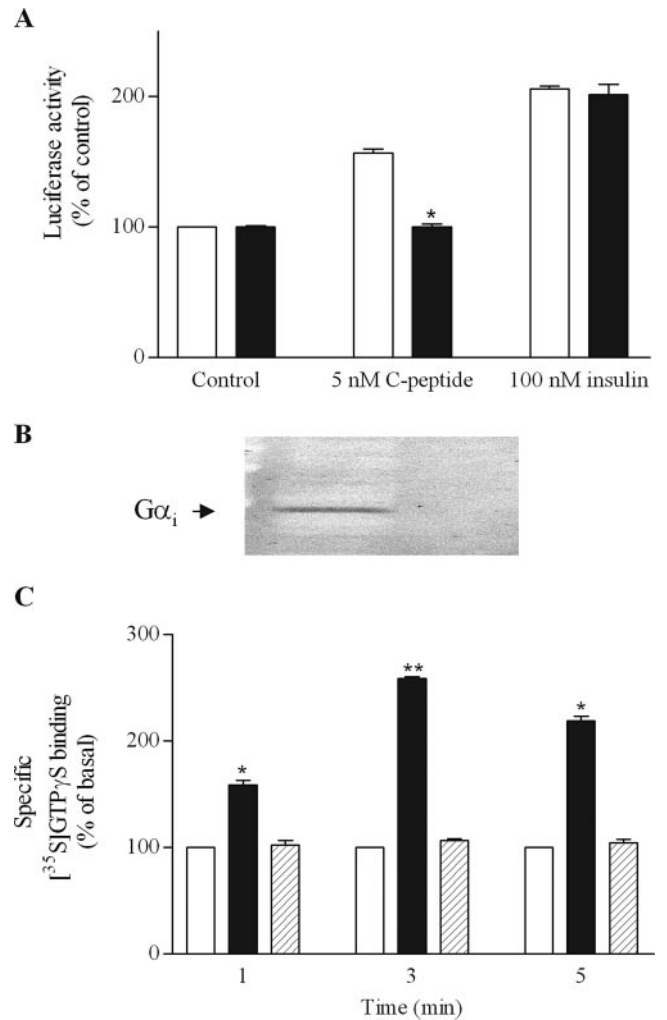 A
Luciferase activity
(% of control)
200
100
0
*
Control
5 nM C-peptide
100 nM insulin
B
Gαi
C
Specific
[³⁵S]GTPγS binding
(% of basal)
300
200
100
0
*
**
*
1
3
5
Time (min)